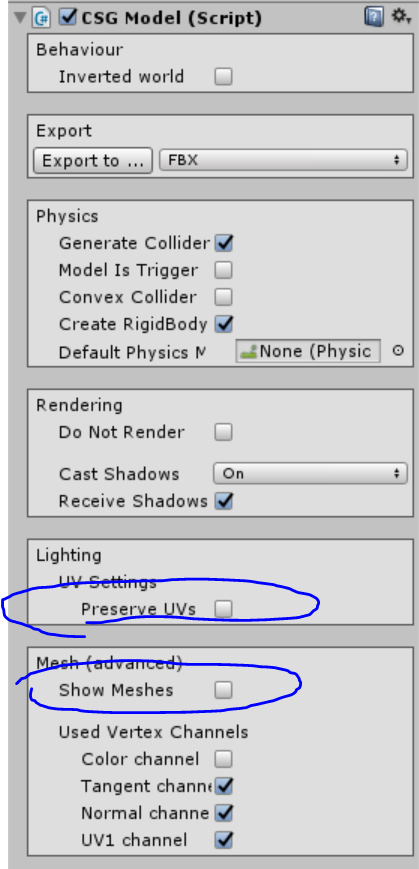 CSG Model (Script)
Behaviour
Inverted world
Export
Export to ... FBX
Physics
Generate Collider
Model Is Trigger
Convex Collider
Create RigidBody
Default Physics M None (Physic
Rendering
Do Not Render
Cast Shadows On
Receive Shadows
Lighting
UV Settings
Preserve UVs
Mesh (advanced)
Show Meshes
Used Vertex Channels
Color channel
Tangent channe
Normal channe
UV1 channel